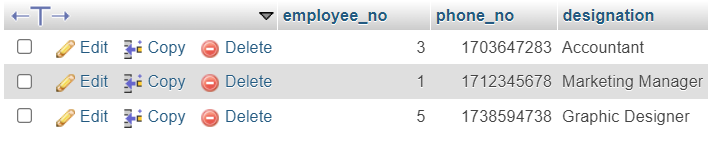 employee_no phone_no designation
Edit Copy Delete 3 1703647283 Accountant
Edit Copy Delete 1 1712345678 Marketing Manager
Edit Copy Delete 5 1738594738 Graphic Designer